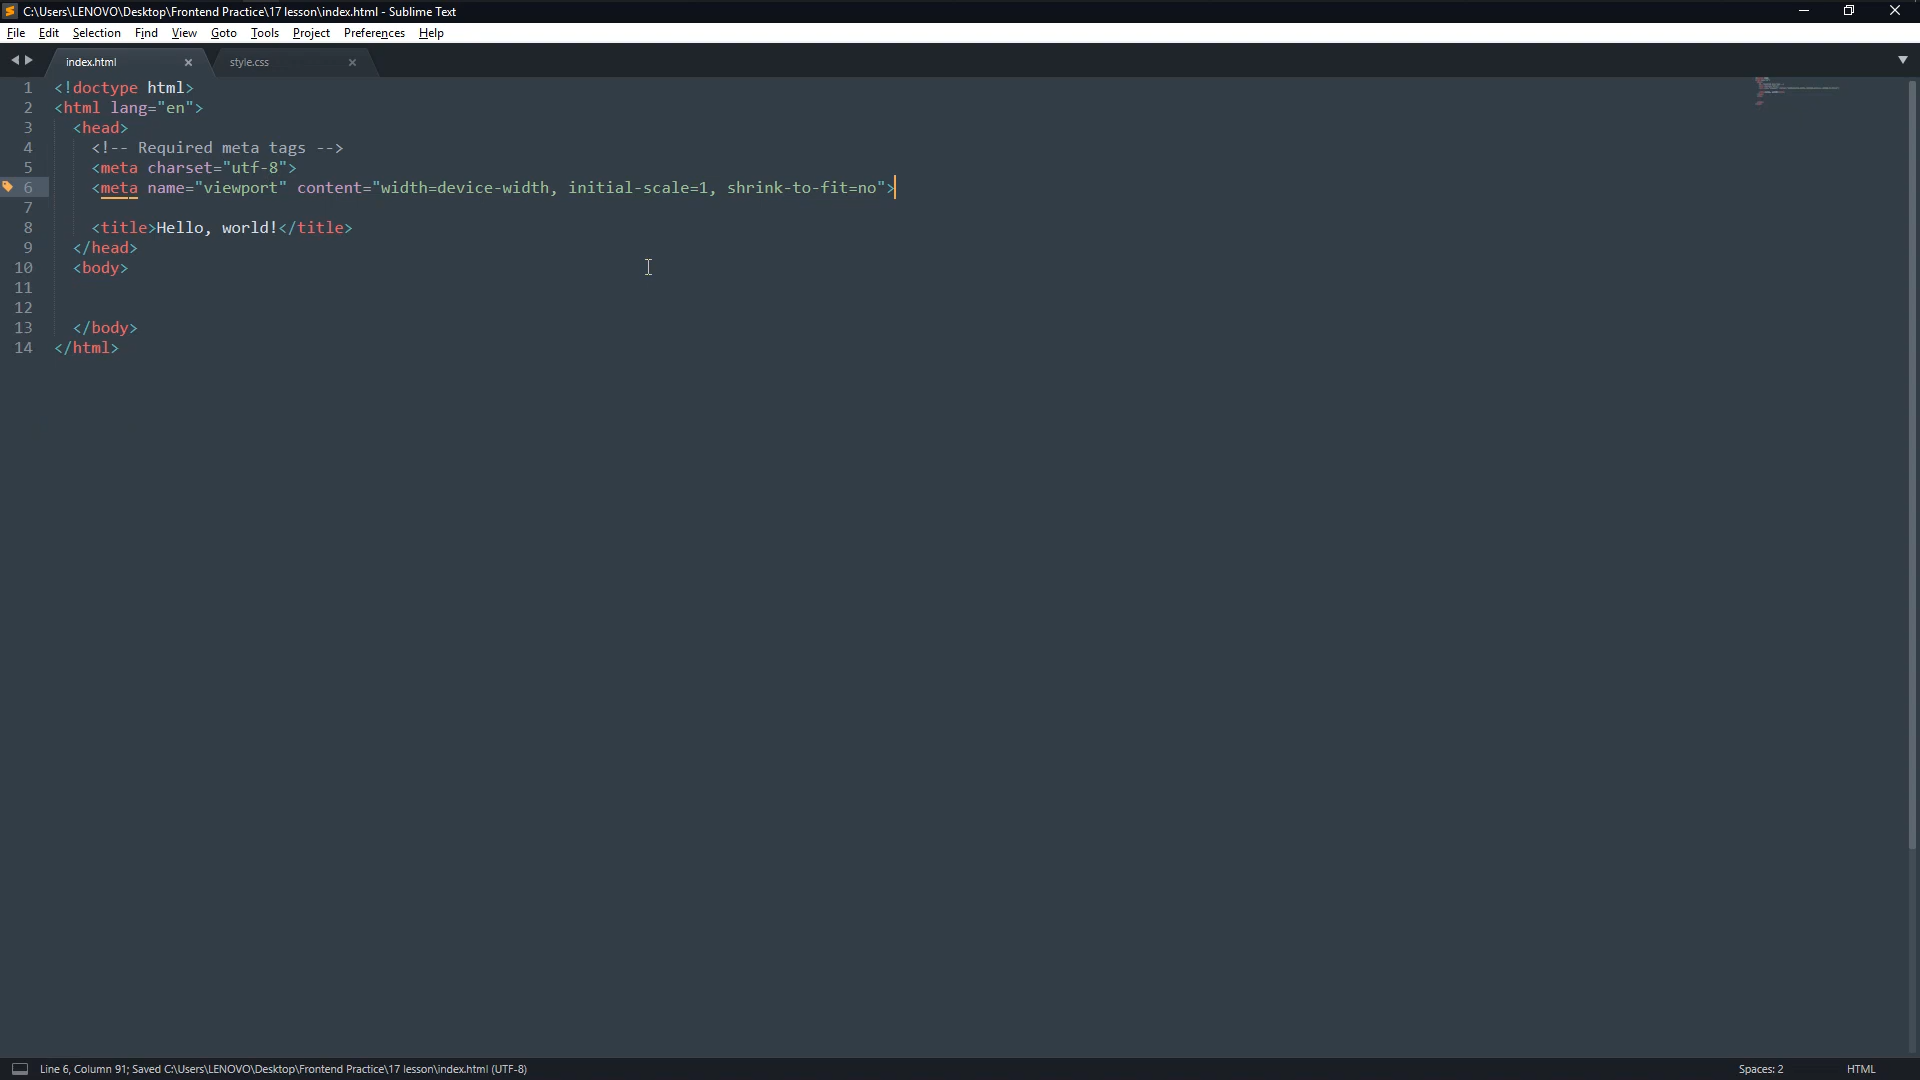 C:\Users\LENOVO\Desktop\Frontend Practice\17 lesson\index.html - Sublime Text
File Edit Selection Find View Goto Tools Project Preferences Help
index.html style.css
1 <!doctype html>
2 <html lang="en">
3 <head>
4 <!-- Required meta tags -->
5 <meta charset="utf-8">
6 <meta name="viewport" content="width=device-width, initial-scale=1, shrink-to-fit=no">
7
8 <title>Hello, world!</title>
9 </head>
10 <body>
11
12
13 </body>
14 </html>
Line 6, Column 91; Saved C:\Users\LENOVO\Desktop\Frontend Practice\17 lesson\index.html (UTF-8) Spaces: 2 HTML